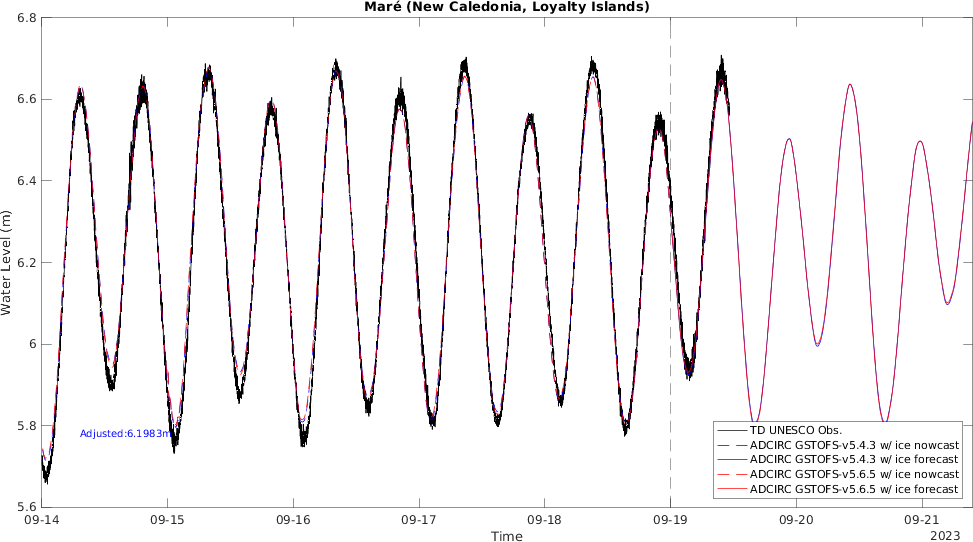 Maré (New Caledonia, Loyalty Islands)
6.8
6.6
6.4
6.2
6
5.8
5.6
Water Level (m)
Adjusted:6.1983m
TD UNESCO Obs.
ADCIRC GSTOFS-v5.4.3 w/ ice nowcast
ADCIRC GSTOFS-v5.4.3 w/ ice forecast
ADCIRC GSTOFS-v5.6.5 w/ ice nowcast
ADCIRC GSTOFS-v5.6.5 w/ ice forecast
09-14 09-15 09-16 09-17 09-18 09-19 09-20 09-21
Time
2023